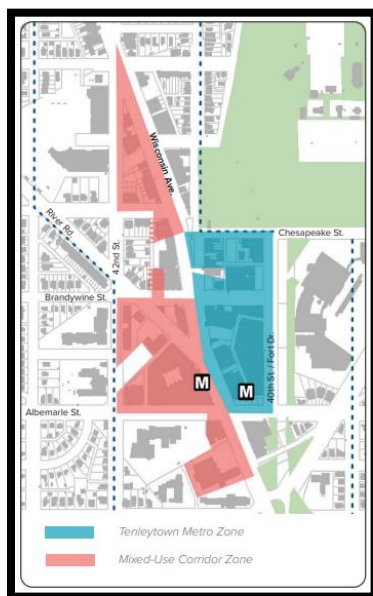 Wisconsin Ave.
River Rd.
42nd St.
Chesapeake St.
Brandywine St.
40th St. / Fort Dr.
M
M
Albemarle St.
Tenleytown Metro Zone
Mixed-Use Corridor Zone